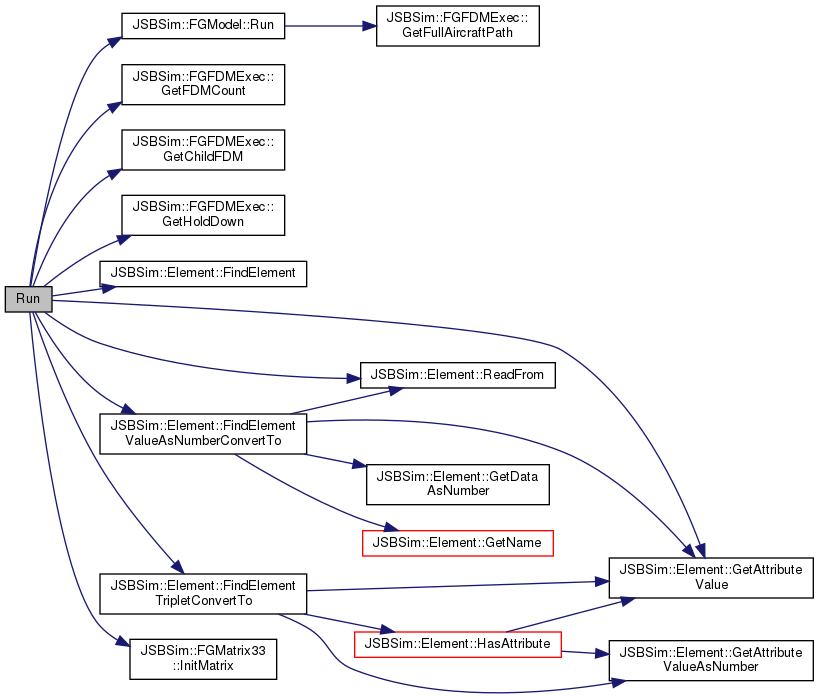 JSBSim::FGModel::Run
JSBSim::FGFDMExec::
GetFullAircraftPath
JSBSim::FGFDMExec::
GetFDMCount
JSBSim::FGFDMExec::
GetChildFDM
JSBSim::FGFDMExec::
GetHoldDown
JSBSim::Element::FindElement
Run
JSBSim::Element::ReadFrom
JSBSim::Element::FindElement
ValueAsNumberConvertTo
JSBSim::Element::GetData
AsNumber
JSBSim::Element::GetName
JSBSim::Element::GetAttribute
Value
JSBSim::Element::FindElement
TripletConvertTo
JSBSim::Element::HasAttribute
JSBSim::Element::GetAttribute
ValueAsNumber
JSBSim::FGMatrix33
::InitMatrix